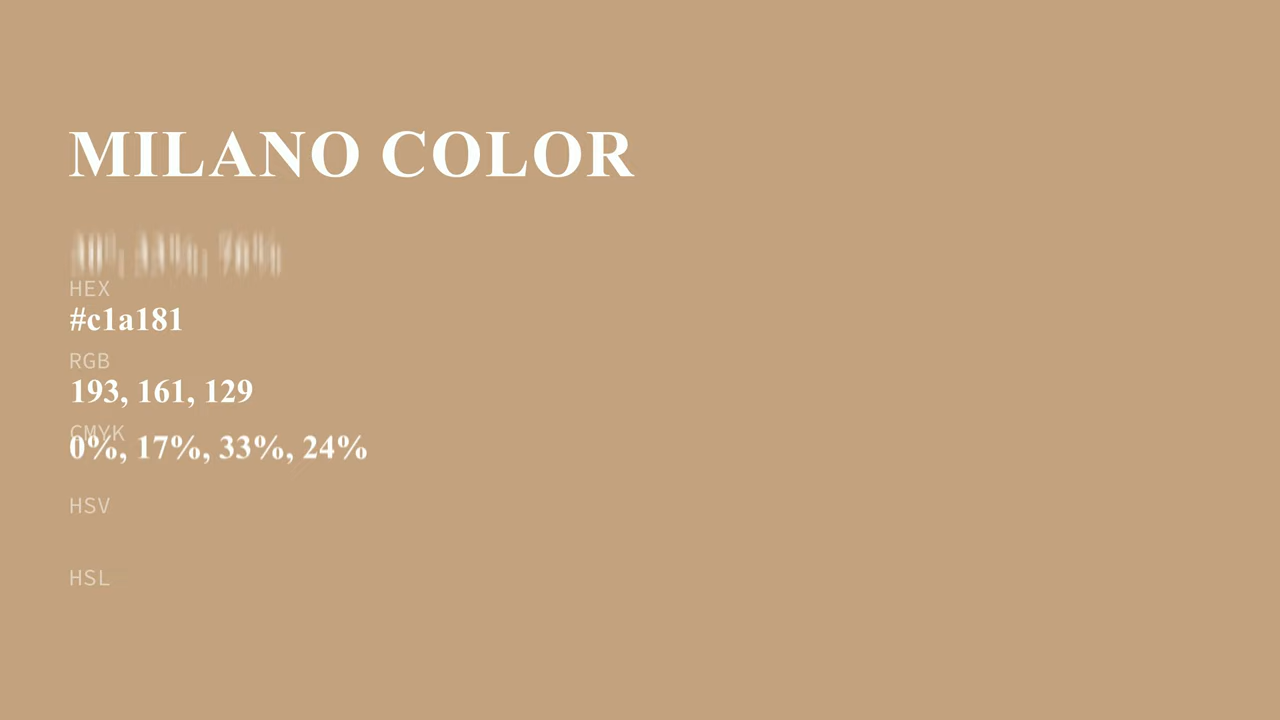 MILANO COLOR
HEX
#c1a181
RGB
193, 161, 129
CMYK
0%, 17%, 33%, 24%
HSV
HSL